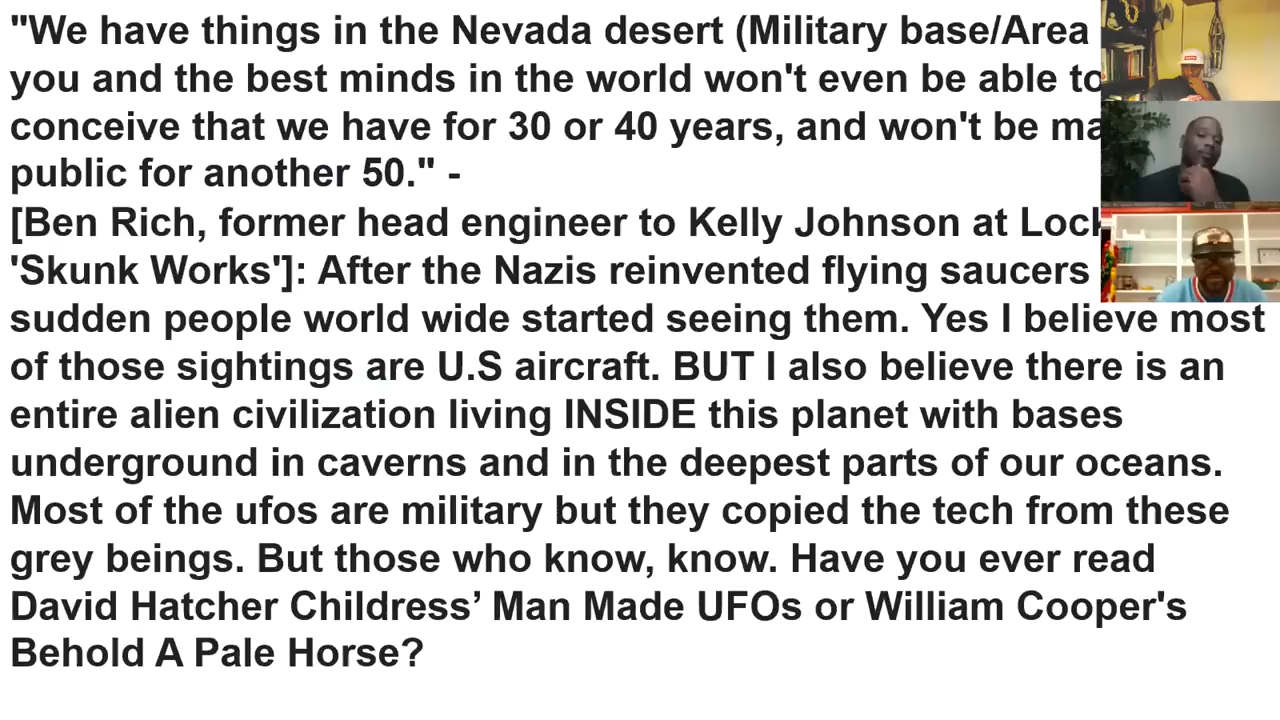 "We have things in the Nevada desert (Military base/Area
you and the best minds in the world won't even be able to
conceive that we have for 30 or 40 years, and won't be
public for another 50." -
[Ben Rich, former head engineer to Kelly Johnson at
'Skunk Works']: After the Nazis reinvented flying saucers
sudden people world wide started seeing them. Yes I believe most
of those sightings are U.S aircraft. BUT I also believe there is an
entire alien civilization living INSIDE this planet with bases
underground in caverns and in the deepest parts of our oceans.
Most of the ufos are military but they copied the tech from these
grey beings. But those who know, know. Have you ever read
David Hatcher Childress’ Man Made UFOs or William Cooper's
Behold A Pale Horse?